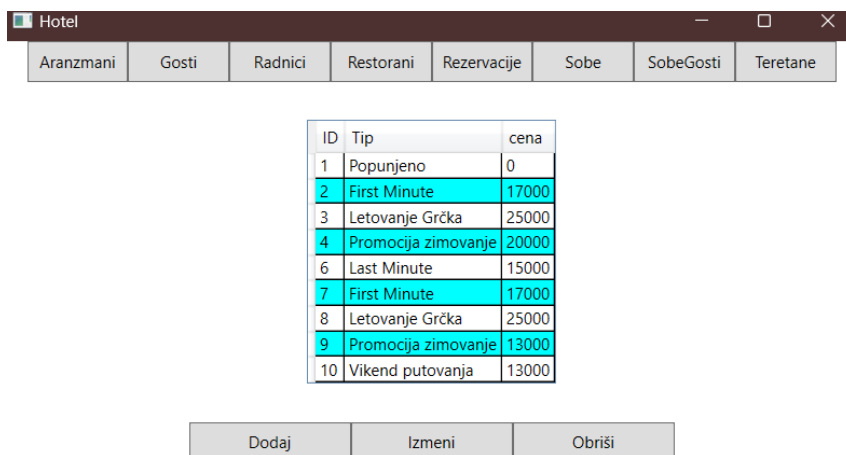 Hotel
Aranzmani Gosti Radnici Restorani Rezervacije Sobe SobeGosti Teretane
ID Tip cena
1 Popunjeno 0
2 First Minute 17000
3 Letovanje Grčka 25000
4 Promocija zimovanje 20000
6 Last Minute 15000
7 First Minute 17000
8 Letovanje Grčka 25000
9 Promocija zimovanje 13000
10 Vikend putovanja 13000
Dodaj Izmeni Obriši